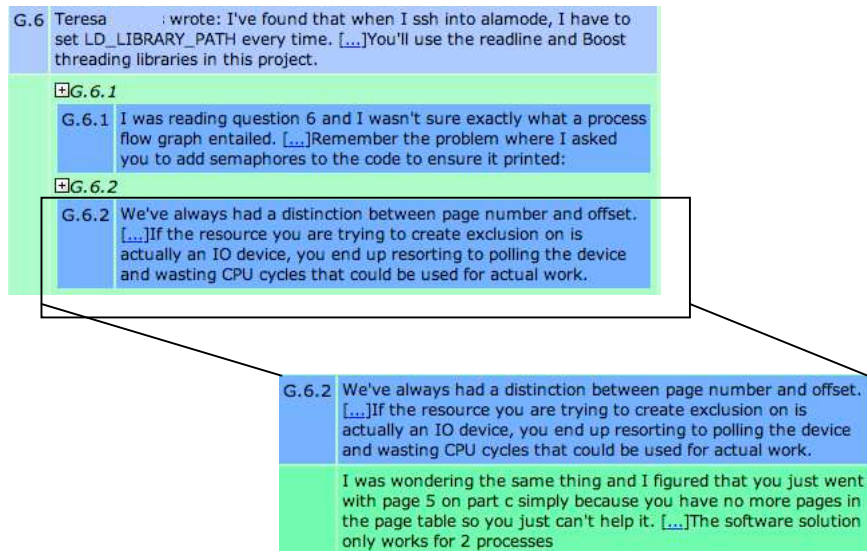 G.6 Teresa s wrote: I've found that when I ssh into alamode, I have to
set LD_LIBRARY_PATH every time. [...]You'll use the readline and Boost
threading libraries in this project.
+G.6.1
G.6.1 I was reading question 6 and I wasn't sure exactly what a process
flow graph entailed. [...]Remember the problem where I asked
you to add semaphores to the code to ensure it printed:
+G.6.2
G.6.2 We've always had a distinction between page number and offset.
[...]If the resource you are trying to create exclusion on is
actually an IO device, you end up resorting to polling the device
and wasting CPU cycles that could be used for actual work.
G.6.2 We've always had a distinction between page number and offset.
[...]If the resource you are trying to create exclusion on is
actually an IO device, you end up resorting to polling the device
and wasting CPU cycles that could be used for actual work.
I was wondering the same thing and I figured that you just went
with page 5 on part c simply because you have no more pages in
the page table so you just can't help it. [...]The software solution
only works for 2 processes